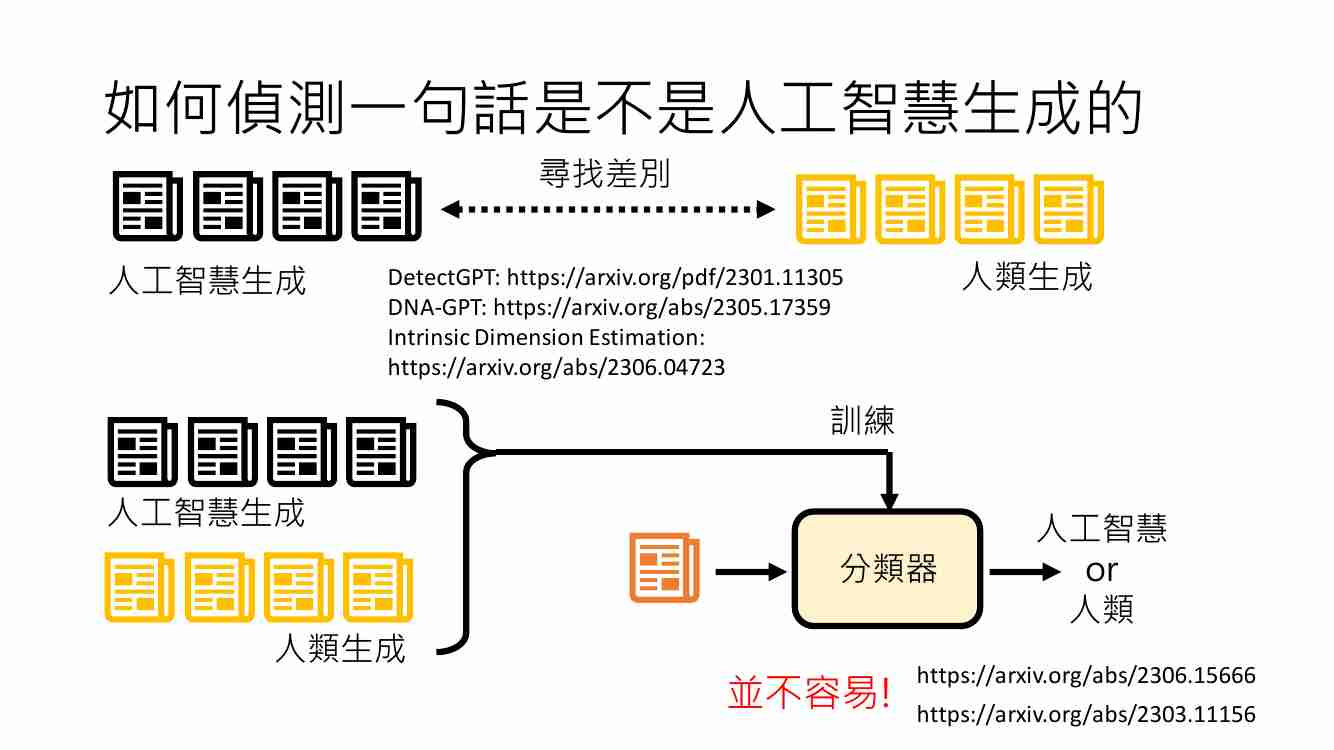 如何偵測一句話是不是人工智慧生成的
尋找差別
人工智慧生成
人類生成
DetectGPT: https://arxiv.org/pdf/2301.11305
DNA-GPT: https://arxiv.org/abs/2305.17359
Intrinsic Dimension Estimation:
https://arxiv.org/abs/2306.04723
人工智慧生成
人類生成
訓練
分類器
人工智慧
or
人類
並不容易!
https://arxiv.org/abs/2306.15666
https://arxiv.org/abs/2303.11156